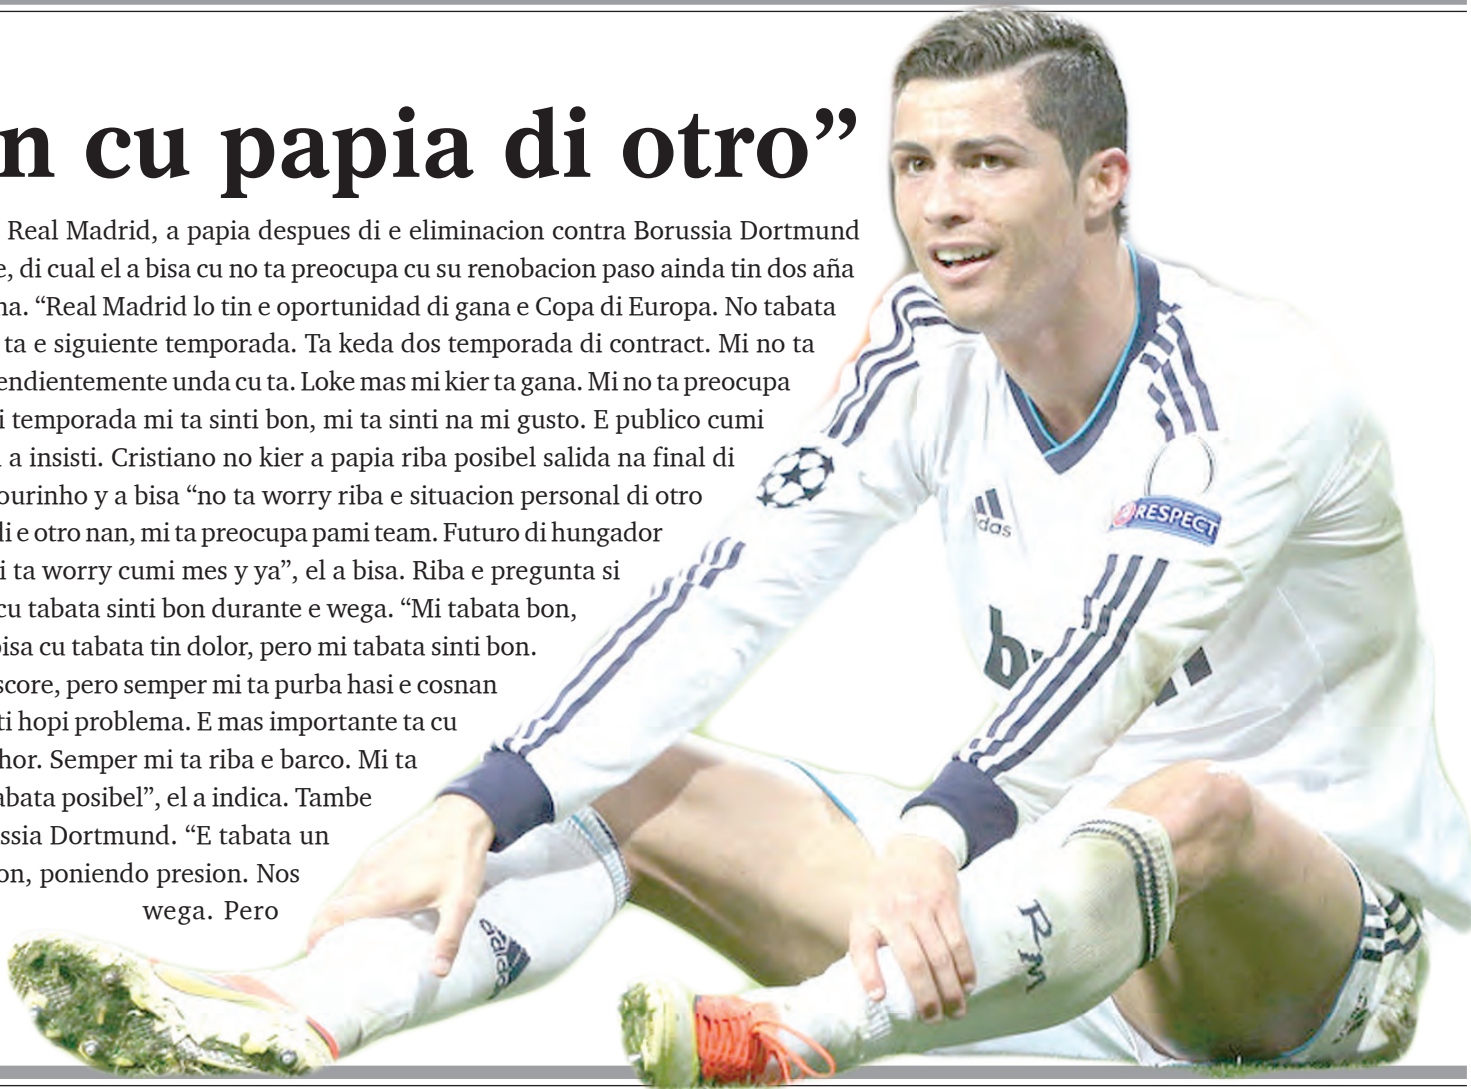 n cu papia di otro”
Real Madrid, a papia despues di e eliminacion contra Borussia Dortmund
e, di cual el a bisa cu no ta preocupa cu su renobacion paso ainda tin dos aña
na. “Real Madrid lo tin e oportunidad di gana e Copa di Europa. No tabata
ta e siguiente temporada. Ta keda dos temporada di contract. Mi no ta
endientemente unda cu ta. Loke mas mi kier ta gana. Mi no ta preocupa
i temporada mi ta sinti bon, mi ta sinti na mi gusto. E publico cumi
a insisti. Cristiano no kier a papia riba posibel salida na final di
ourinho y a bisa “no ta worry riba e situacion personal di otro
di e otro nan, mi ta preocupa pami team. Futuro di hungador
i ta worry cumi mes y ya”, el a bisa. Riba e pregunta si
cu tabata sinti bon durante e wega. “Mi tabata bon,
bisa cu tabata tin dolor, pero mi tabata sinti bon.
score, pero semper mi ta purba hasi e cosnan
ti hopi problema. E mas importante ta cu
hor. Semper mi ta riba e barco. Mi ta
abata posibel”, el a indica. Tambe
ssia Dortmund. “E tabata un
on, poniendo presion. Nos
wega. Pero
adidas
RESPECT
b
RM
adidas